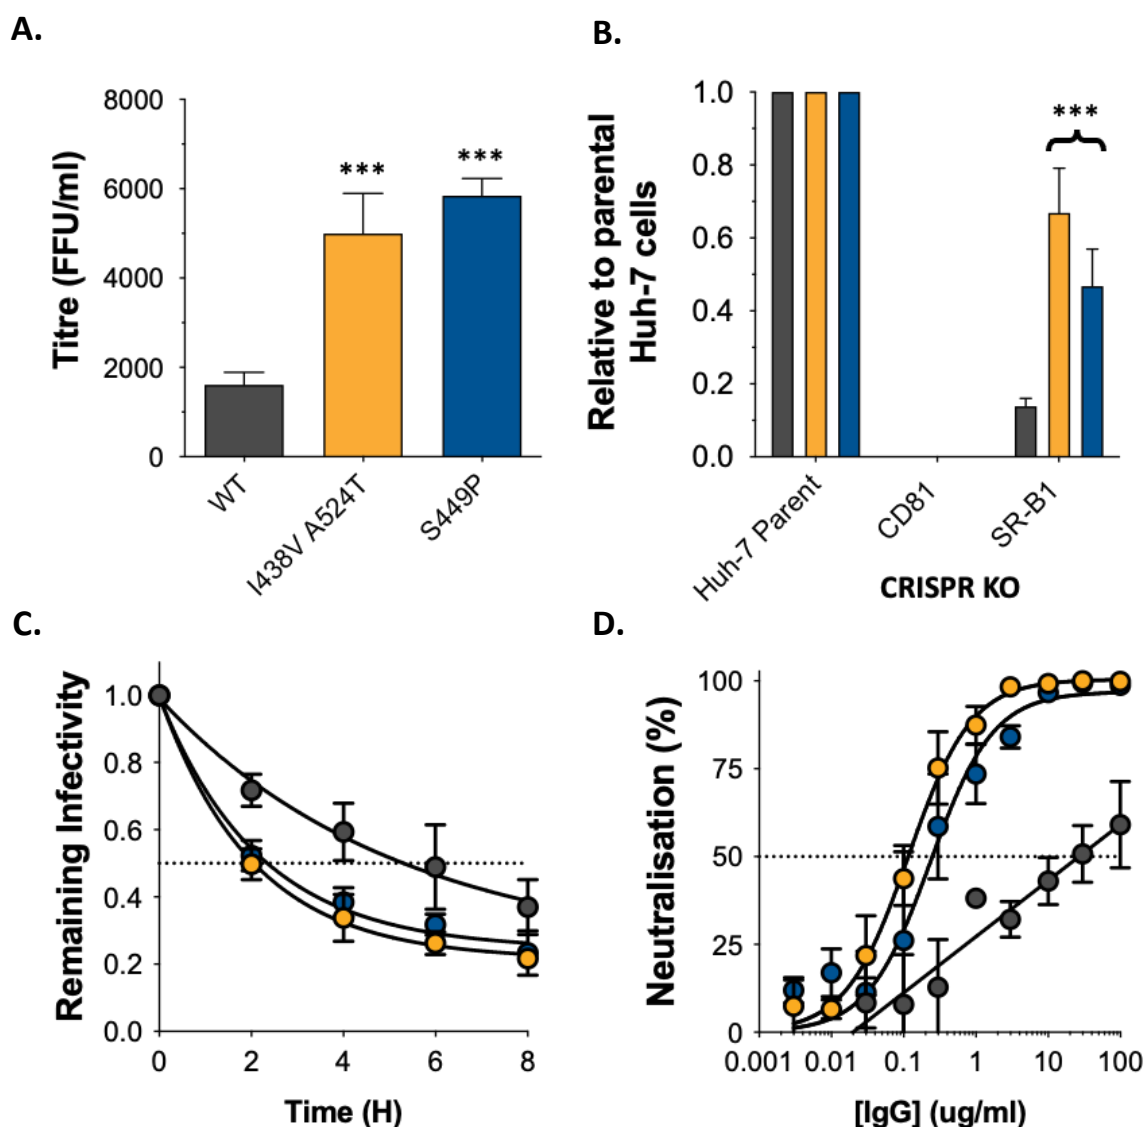 A.
8000
6000
4000
2000
0
Titre (FFU/ml)
***
***
WT
I438V A524T
S449P
B.
1.0
0.8
0.6
0.4
0.2
0.0
Relative to parental
Huh-7 cells
***
Huh-7 Parent
CD81
SR-B1
CRISPR KO
C.
1.0
0.8
0.6
0.4
0.2
0.0
Remaining Infectivity
0 2 4 6 8
Time (H)
D.
100
75
50
25
0
Neutralisation (%)
0.001 0.01 0.1 1 10 100
[IgG] (ug/ml)